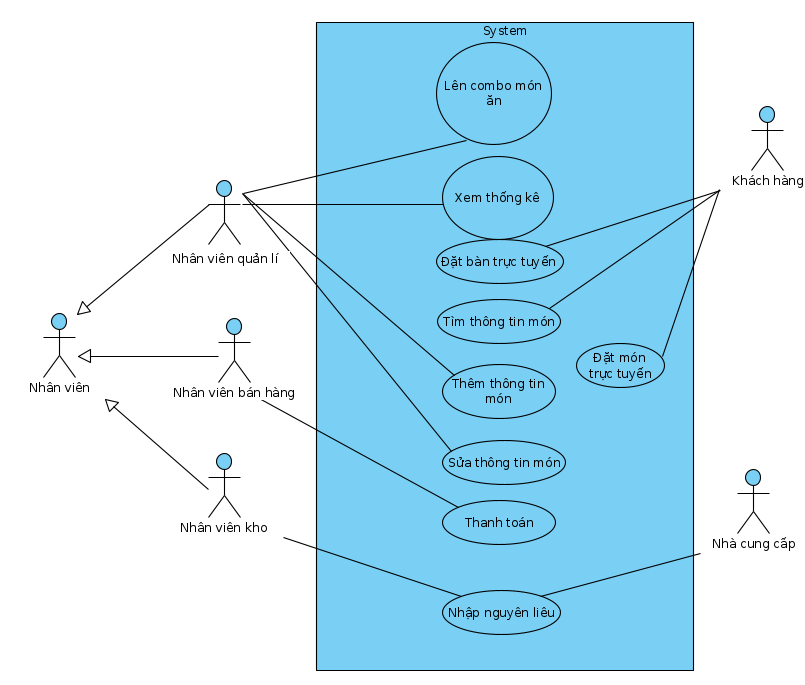 System
Lên combo món
ăn
Khách hàng
Xem thống kê
Nhân viên quản lí
Đặt bàn trực tuyến
Tìm thông tin món
Đặt món
trực tuyến
Nhân viên
Nhân viên bán hàng
Thêm thông tin
món
Sửa thông tin món
Thanh toán
Nhân viên kho
Nhà cung cấp
Nhập nguyên liêu